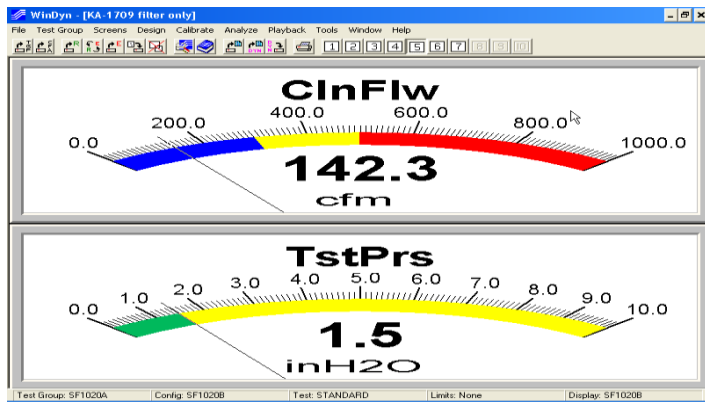 WinDyn - [KA-1709 filter only]
File Test Group Screens Design Calibrate Analyze Playback Tools Window Help
1 2 3 4 5 6 7 8 9 10
ClnFlw
0.0 200.0 400.0 600.0 800.0 1000.0
142.3
cfm
TstPrs
0.0 1.0 2.0 3.0 4.0 5.0 6.0 7.0 8.0 9.0 10.0
1.5
inH2O
Test Group: SF1020A Config: SF1020B Test: STANDARD Limits: None Display: SF1020B